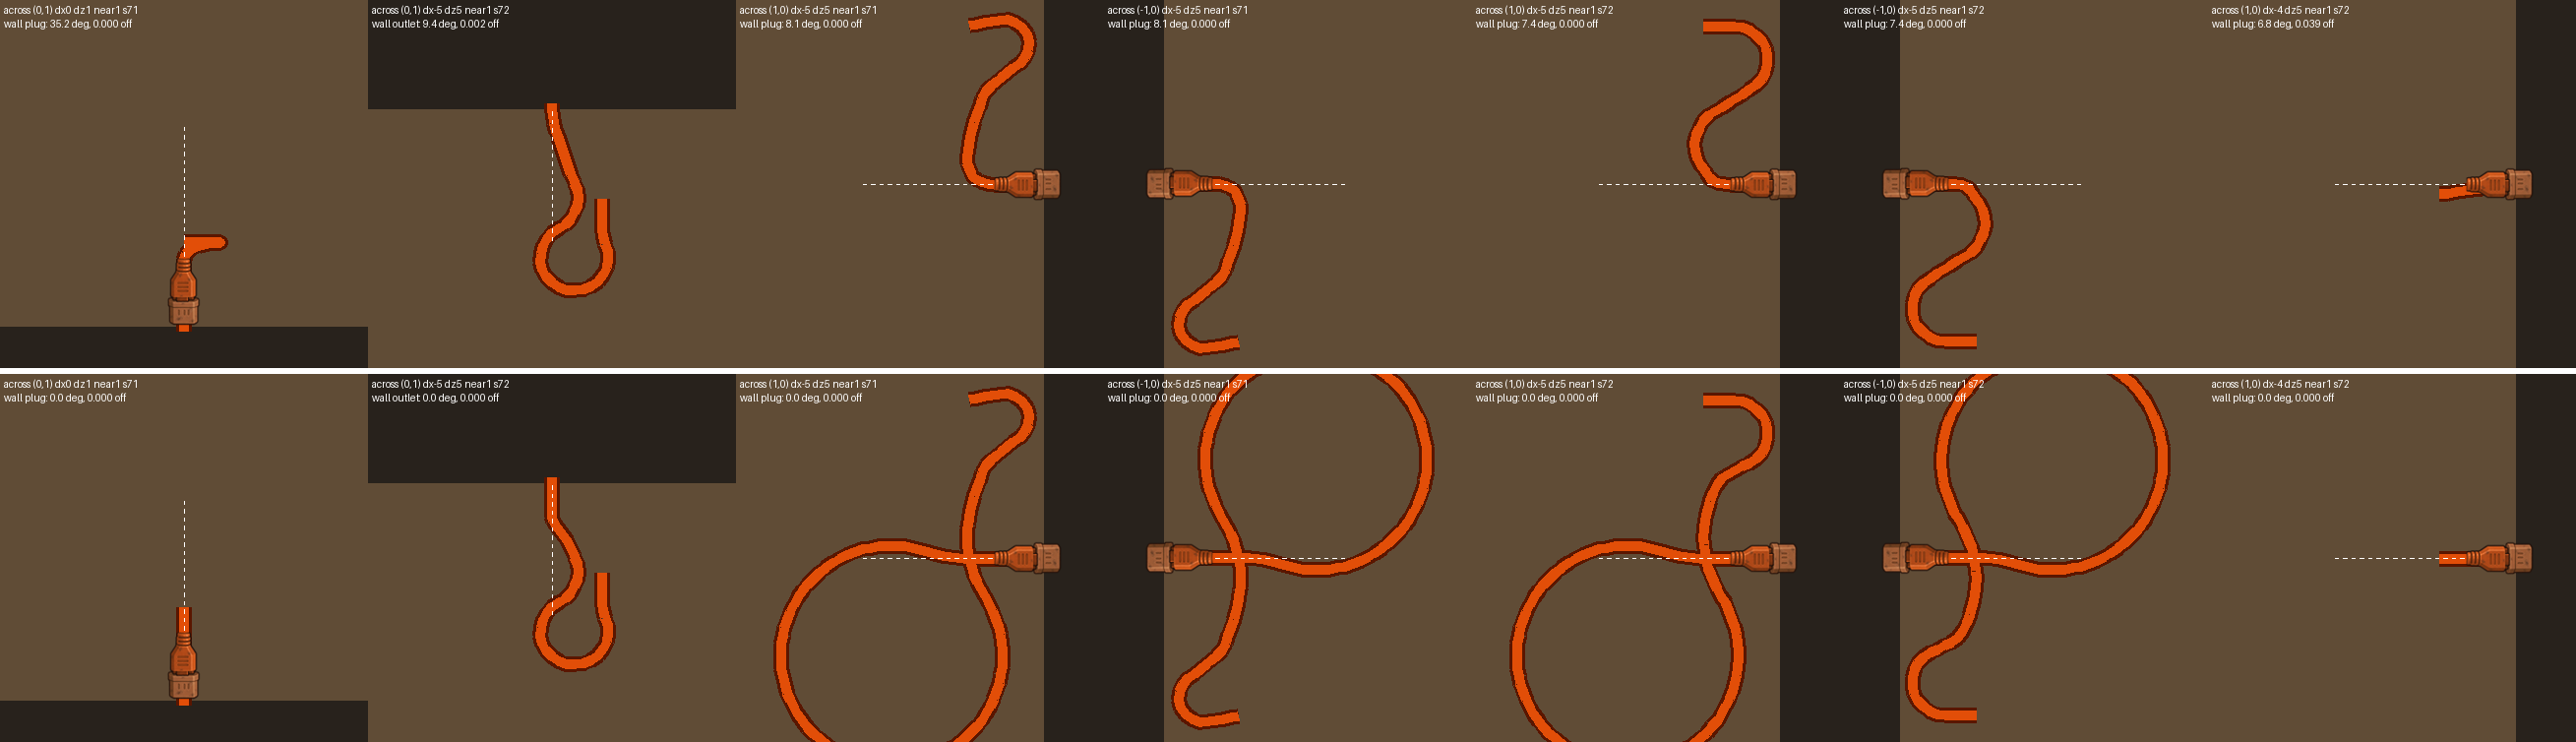 across (0,1) dx0 dz1 near1 s71
wall plug: 35.2 deg, 0.000 off
across (0,1) dx-5 dz5 near1 s72
wall outlet: 9.4 deg, 0.002 off
across (1,0) dx-5 dz5 near1 s71
wall plug: 8.1 deg, 0.000 off
across (-1,0) dx-5 dz5 near1 s71
wall plug: 8.1 deg, 0.000 off
across (1,0) dx-5 dz5 near1 s72
wall plug: 7.4 deg, 0.000 off
across (-1,0) dx-5 dz5 near1 s72
wall plug: 7.4 deg, 0.000 off
across (1,0) dx-4 dz5 near1 s72
wall plug: 6.8 deg, 0.039 off
across (0,1) dx0 dz1 near1 s71
wall plug: 0.0 deg, 0.000 off
across (0,1) dx-5 dz5 near1 s72
wall outlet: 0.0 deg, 0.000 off
across (1,0) dx-5 dz5 near1 s71
wall plug: 0.0 deg, 0.000 off
across (-1,0) dx-5 dz5 near1 s71
wall plug: 0.0 deg, 0.000 off
across (1,0) dx-5 dz5 near1 s72
wall plug: 0.0 deg, 0.000 off
across (-1,0) dx-5 dz5 near1 s72
wall plug: 0.0 deg, 0.000 off
across (1,0) dx-4 dz5 near1 s72
wall plug: 0.0 deg, 0.000 off